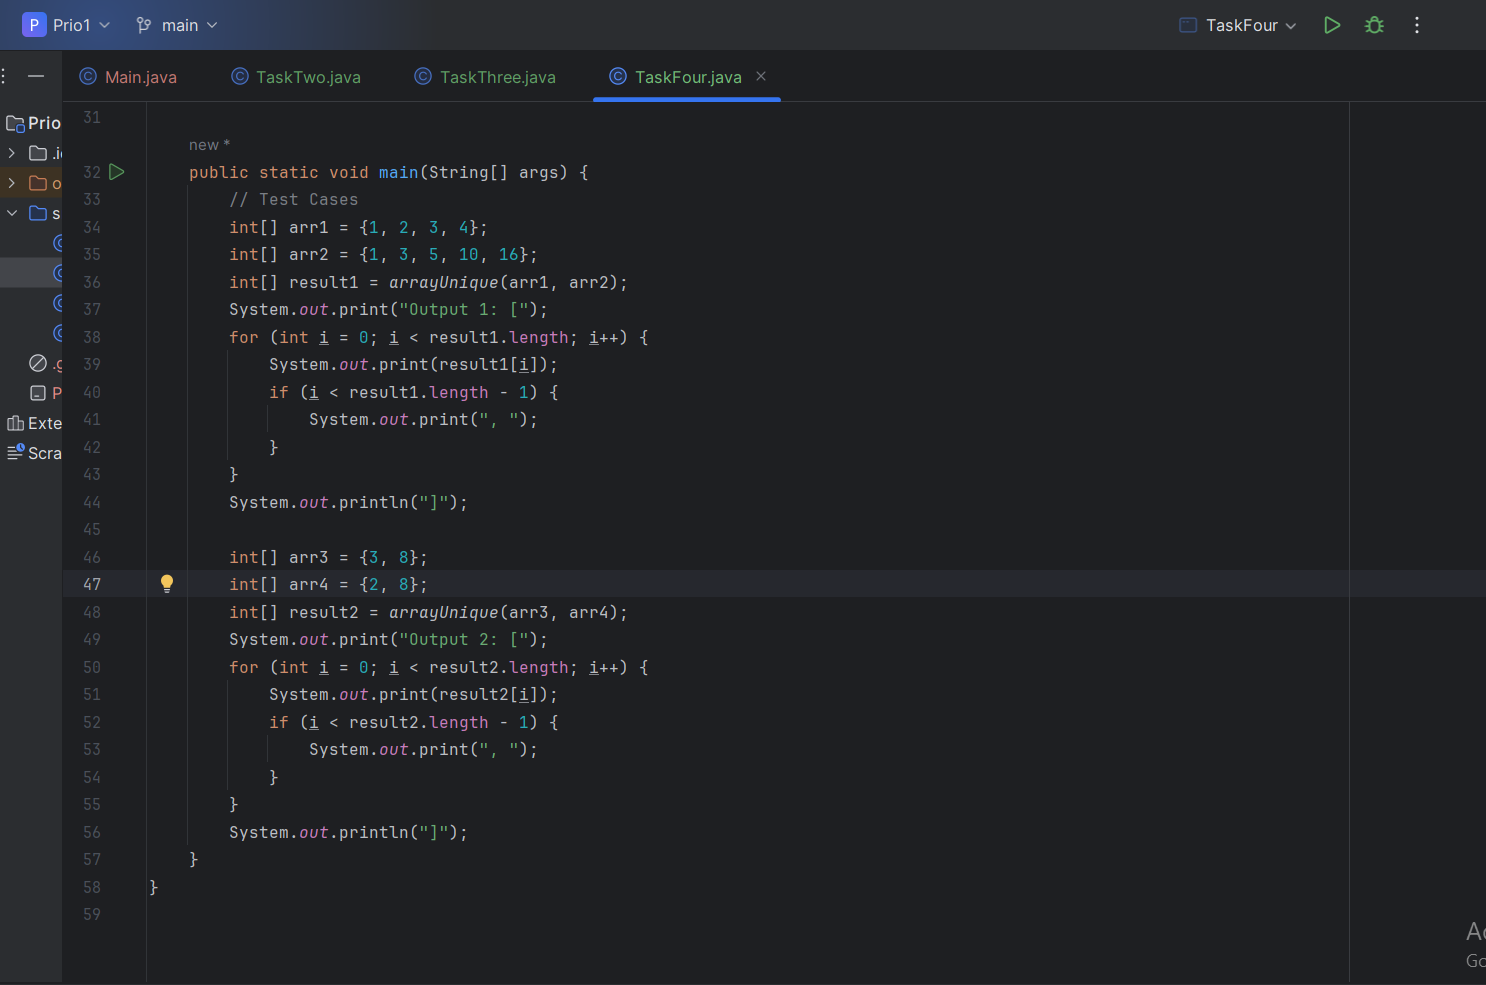 P Prio1 main TaskFour
Main.java TaskTwo.java TaskThree.java TaskFour.java
Prio
Exte
Scra
31
new *
32 public static void main(String[] args) {
33 // Test Cases
34 int[] arr1 = {1, 2, 3, 4};
35 int[] arr2 = {1, 3, 5, 10, 16};
36 int[] result1 = arrayUnique(arr1, arr2);
37 System.out.print("Output 1: [");
38 for (int i = 0; i < result1.length; i++) {
39 System.out.print(result1[i]);
40 if (i < result1.length - 1) {
41 System.out.print(", ");
42 }
43 }
44 System.out.println("]");
45
46 int[] arr3 = {3, 8};
47 int[] arr4 = {2, 8};
48 int[] result2 = arrayUnique(arr3, arr4);
49 System.out.print("Output 2: [");
50 for (int i = 0; i < result2.length; i++) {
51 System.out.print(result2[i]);
52 if (i < result2.length - 1) {
53 System.out.print(", ");
54 }
55 }
56 System.out.println("]");
57 }
58 }
59